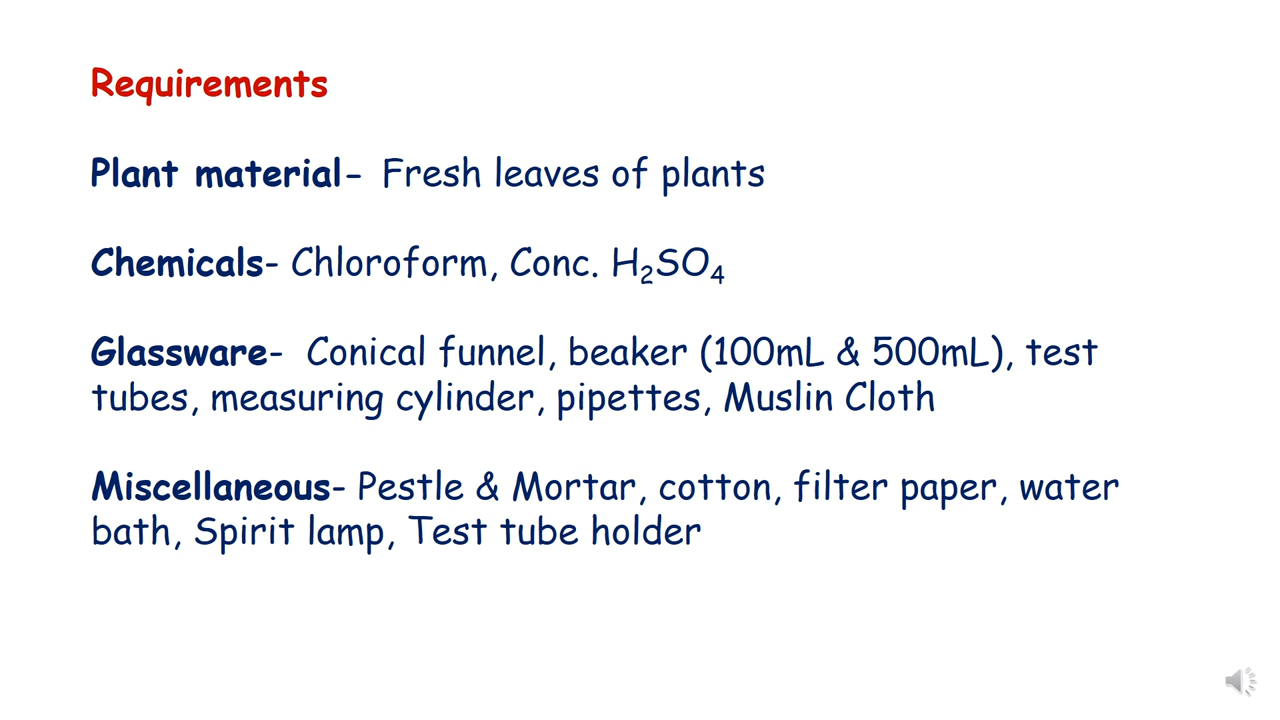 Requirements
Plant material- Fresh leaves of plants
Chemicals- Chloroform, Conc. H₂SO₄
Glassware- Conical funnel, beaker (100mL & 500mL), test
tubes, measuring cylinder, pipettes, Muslin Cloth
Miscellaneous- Pestle & Mortar, cotton, filter paper, water
bath, Spirit lamp, Test tube holder